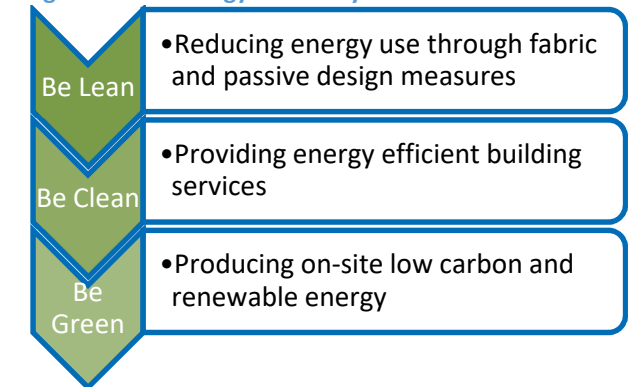 Be Lean
•Reducing energy use through fabric
and passive design measures
Be Clean
•Providing energy efficient building
services
Be
Green
•Producing on-site low carbon and
renewable energy